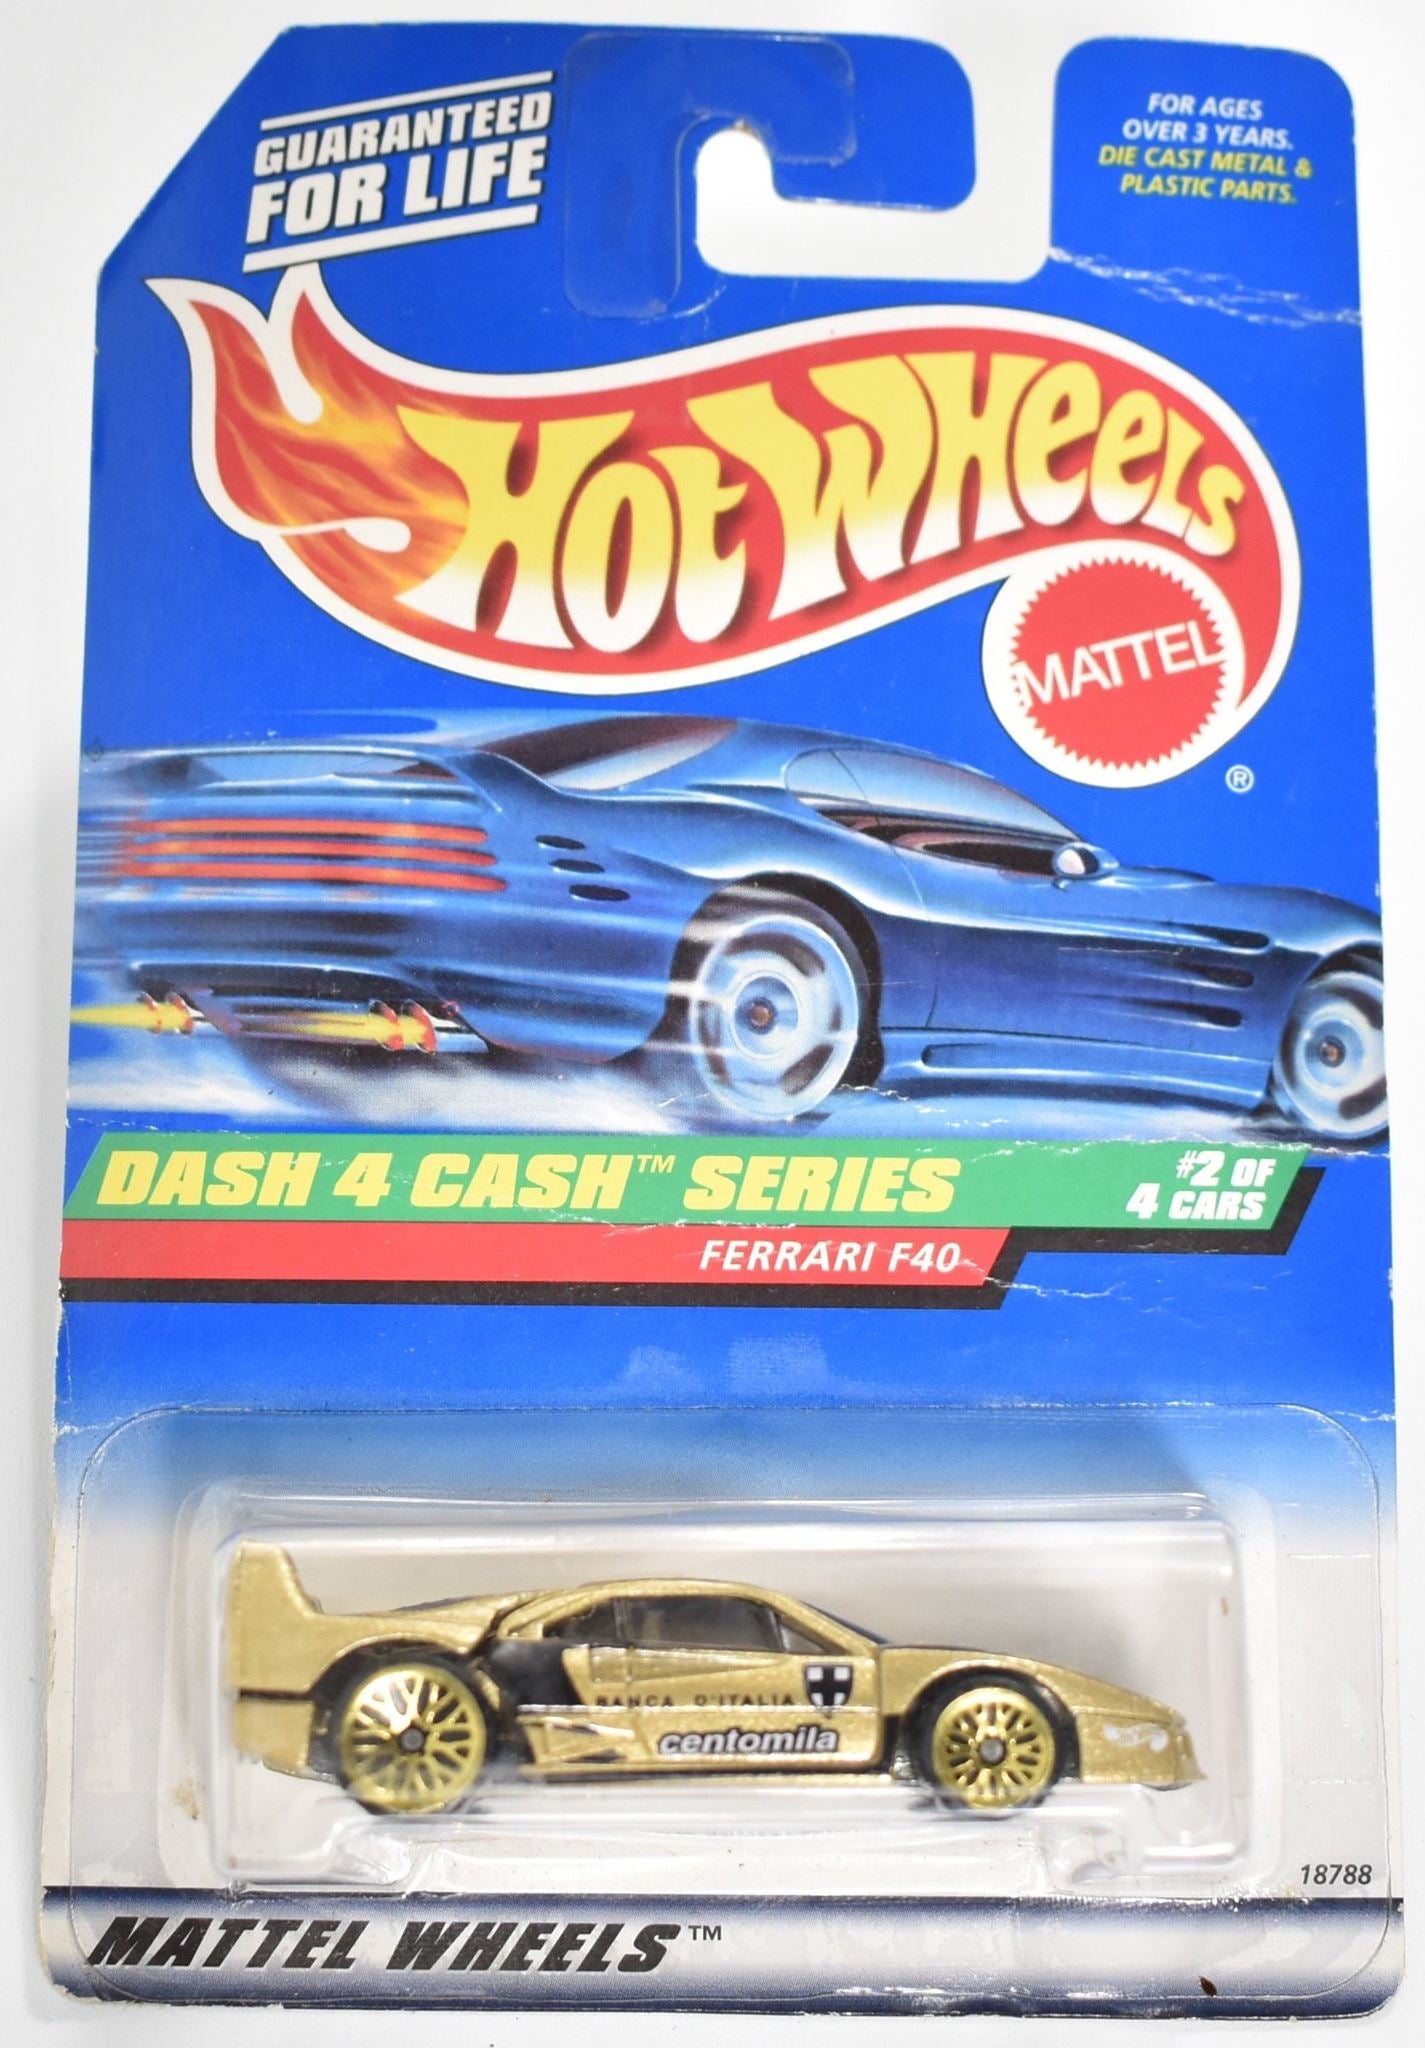 GUARANTEED
FOR LIFE
FOR AGES
OVER 3 YEARS.
DIE CAST METAL &
PLASTIC PARTS.
HOT WHEELS
MATTEL
®
DASH 4 CASH™ SERIES
#2 OF
4 CARS
FERRARI F40
BANCA D'ITALIA
centomila
18788
MATTEL WHEELS™